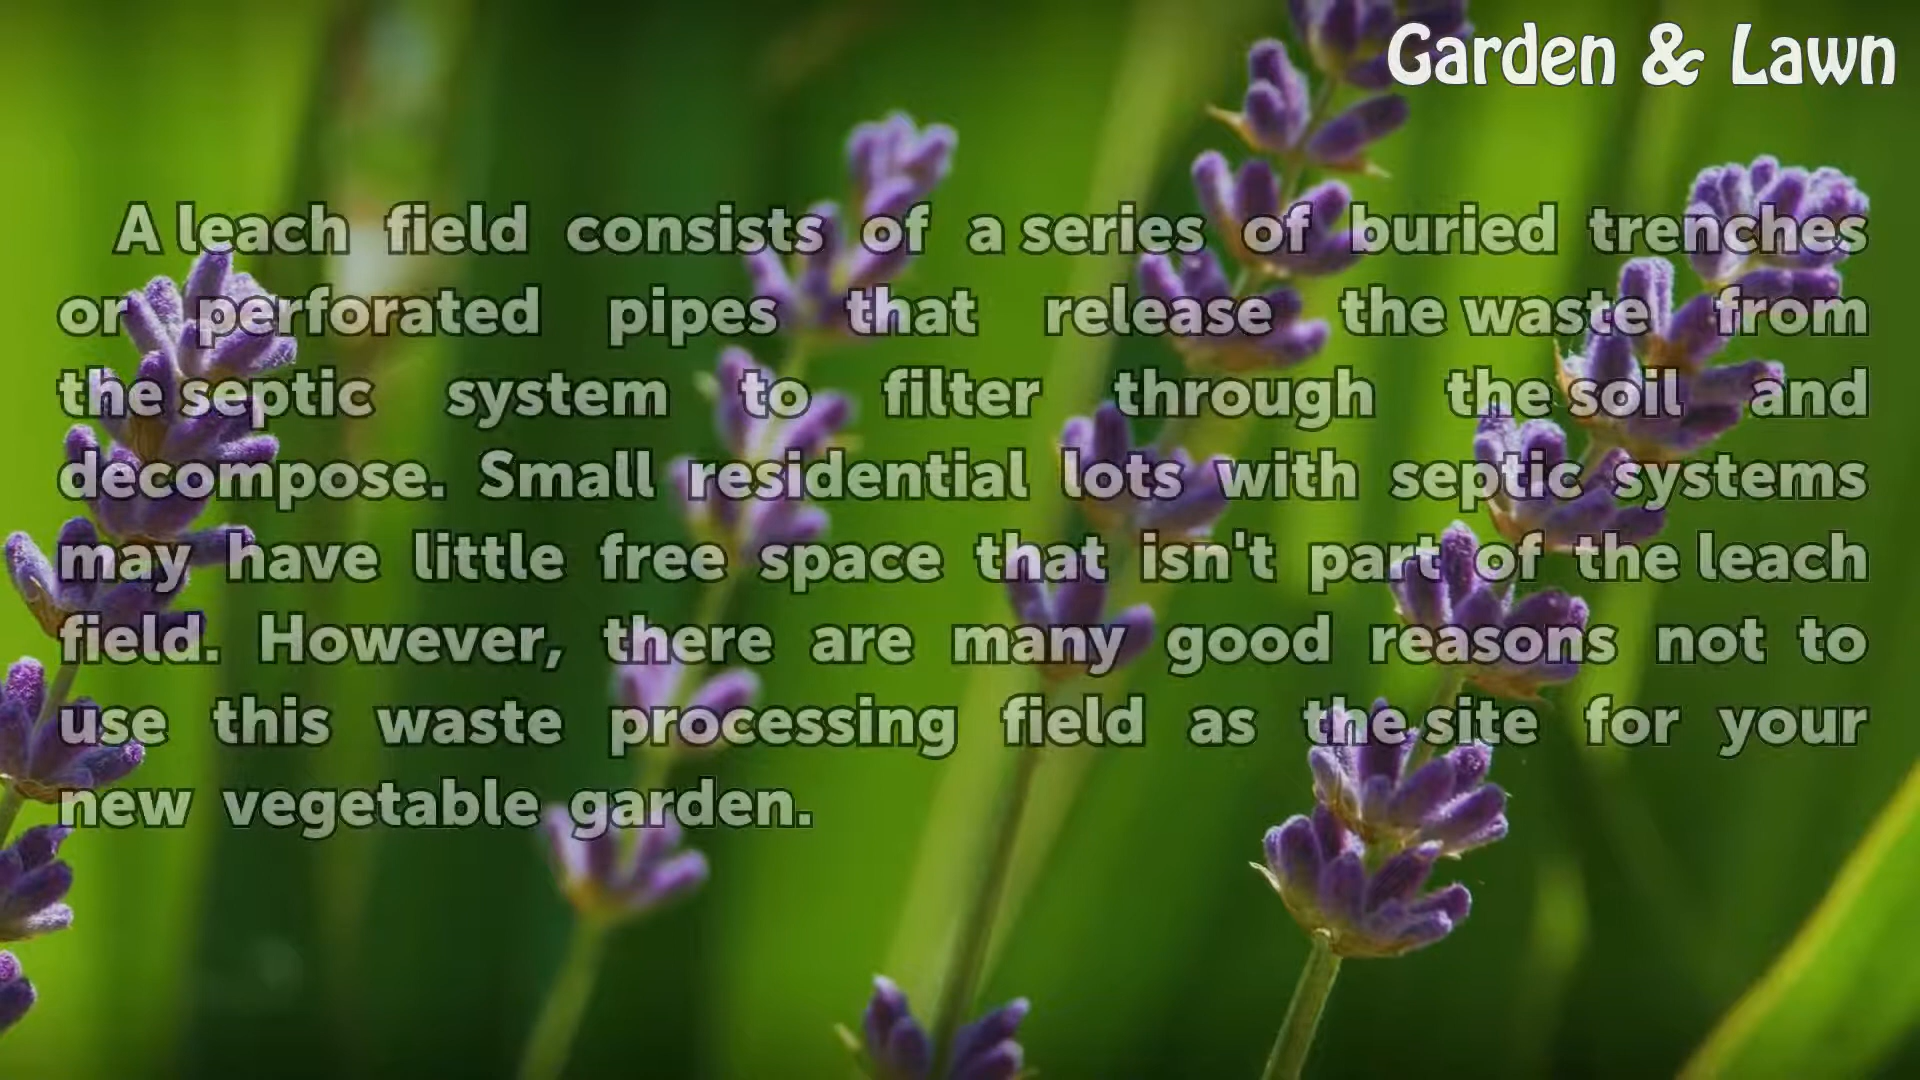 Garden & Lawn
A leach field consists of a series of buried trenches
or perforated pipes that release the waste from
the septic system to filter through the soil and
decompose. Small residential lots with septic systems
may have little free space that isn't part of the leach
field. However, there are many good reasons not to
use this waste processing field as the site for your
new vegetable garden.